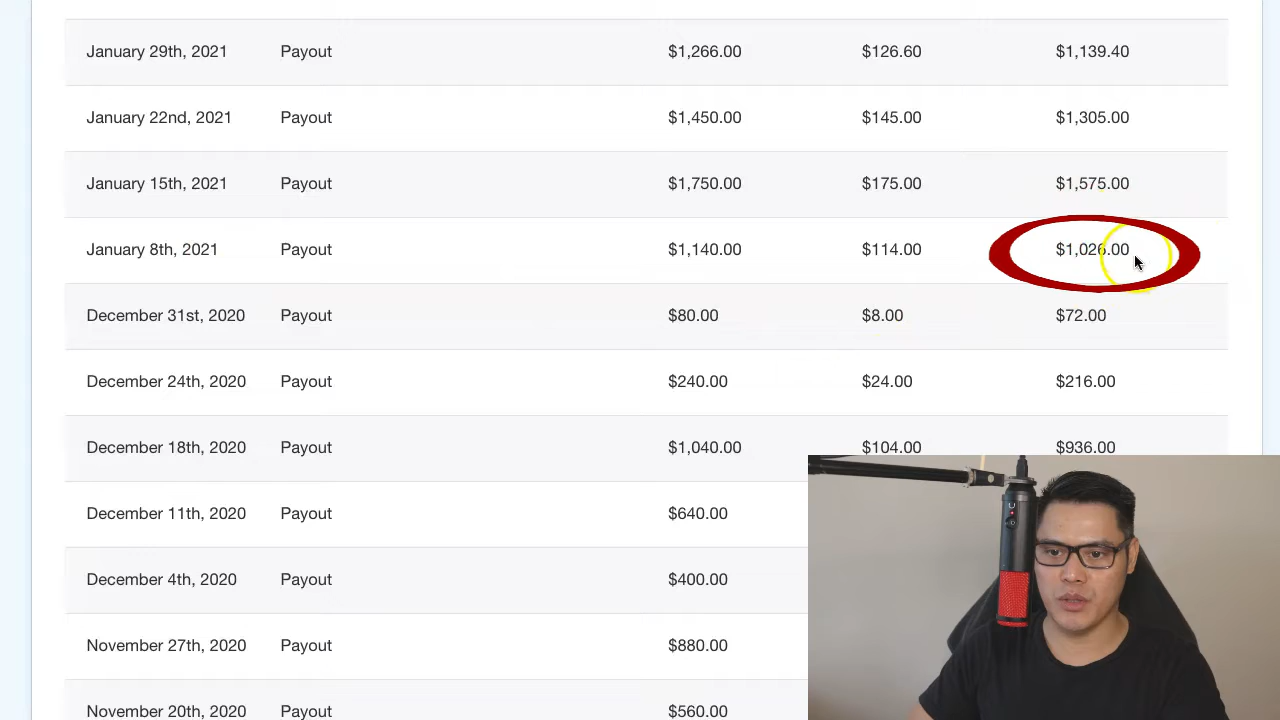 January 29th, 2021 Payout $1,266.00 $126.60 $1,139.40
January 22nd, 2021 Payout $1,450.00 $145.00 $1,305.00
January 15th, 2021 Payout $1,750.00 $175.00 $1,575.00
January 8th, 2021 Payout $1,140.00 $114.00 $1,026.00
December 31st, 2020 Payout $80.00 $8.00 $72.00
December 24th, 2020 Payout $240.00 $24.00 $216.00
December 18th, 2020 Payout $1,040.00 $104.00 $936.00
December 11th, 2020 Payout $640.00
December 4th, 2020 Payout $400.00
November 27th, 2020 Payout $880.00
November 20th, 2020 Payout $560.00